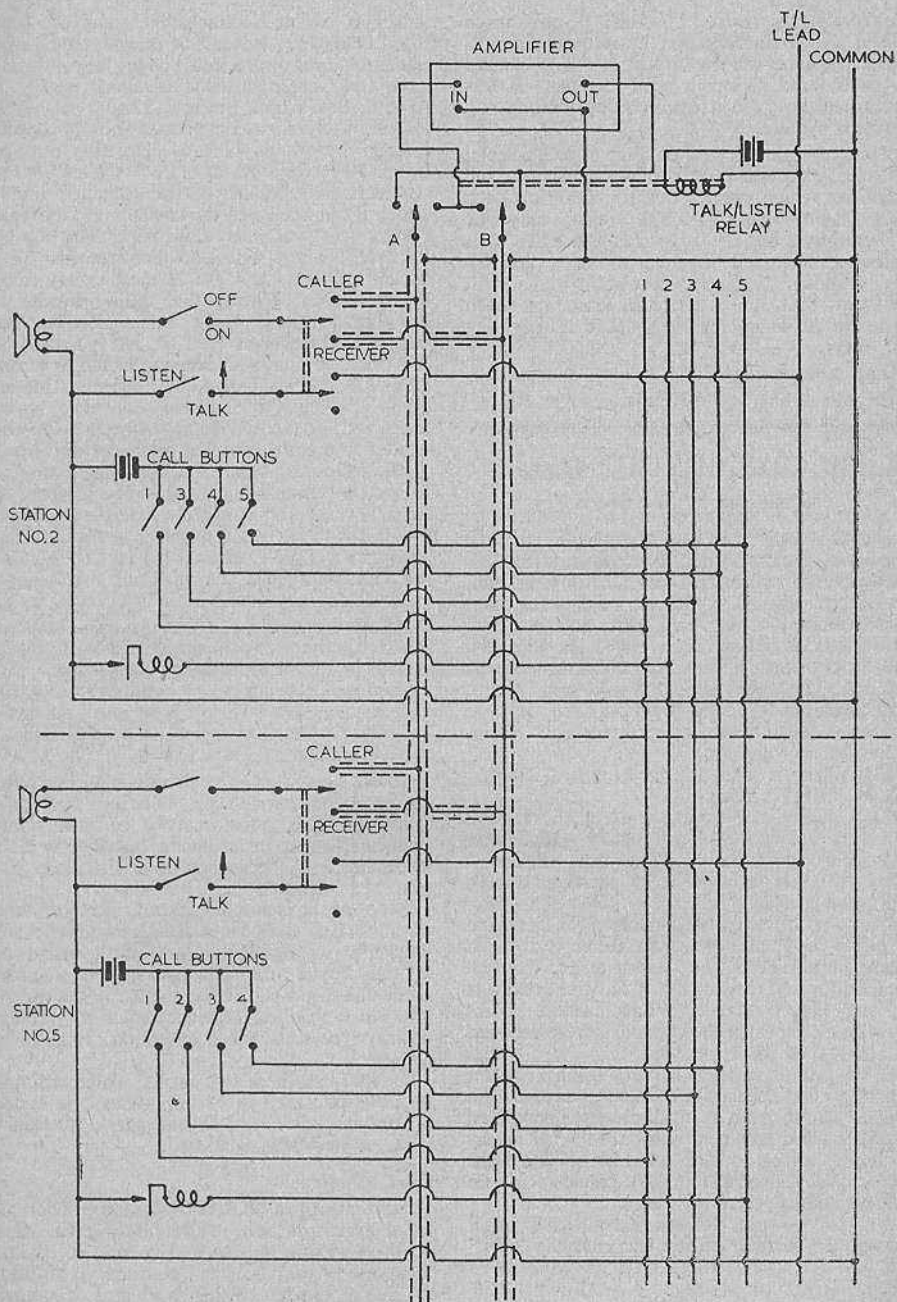 T/L
LEAD
COMMON
AMPLIFIER
IN OUT
TALK/LISTEN
RELAY
A B
CALLER
1 2 3 4 5
OFF
ON
RECEIVER
LISTEN
TALK
CALL BUTTONS
1 3 4 5
STATION
NO.2
CALLER
RECEIVER
LISTEN
TALK
CALL BUTTONS
1 2 3 4
STATION
NO.5